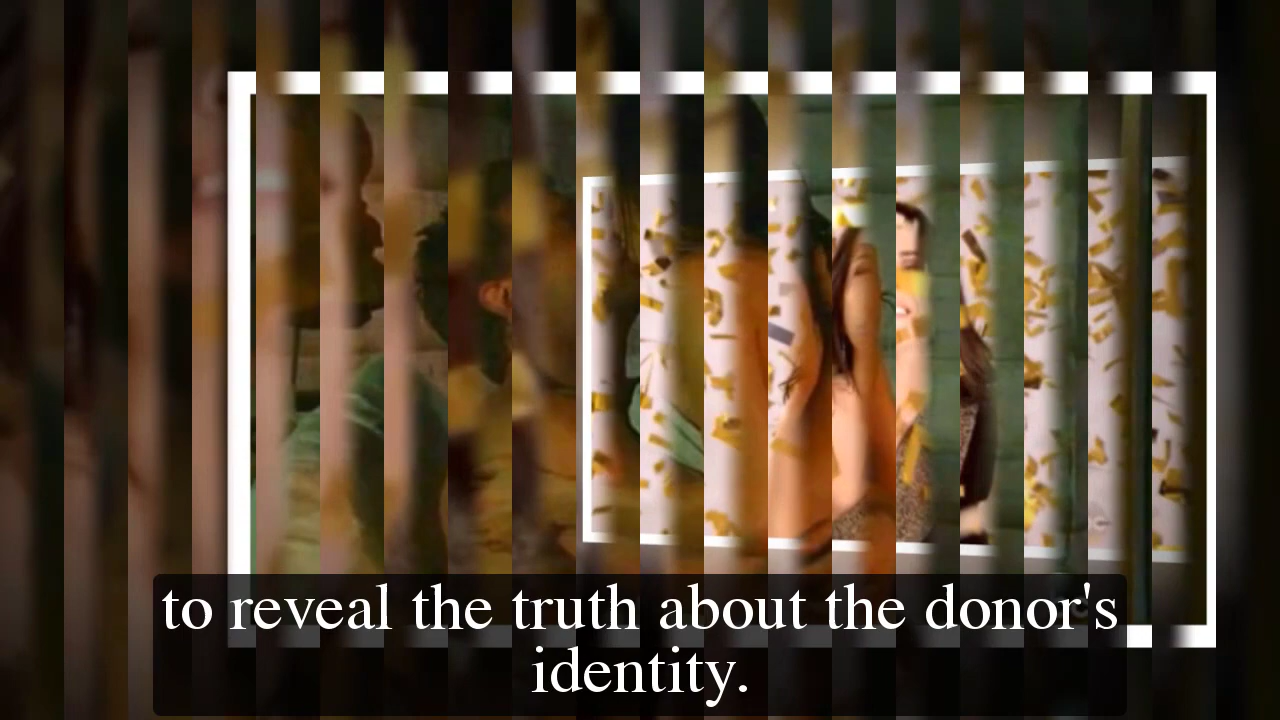 to reveal the truth about the donor's
identity.